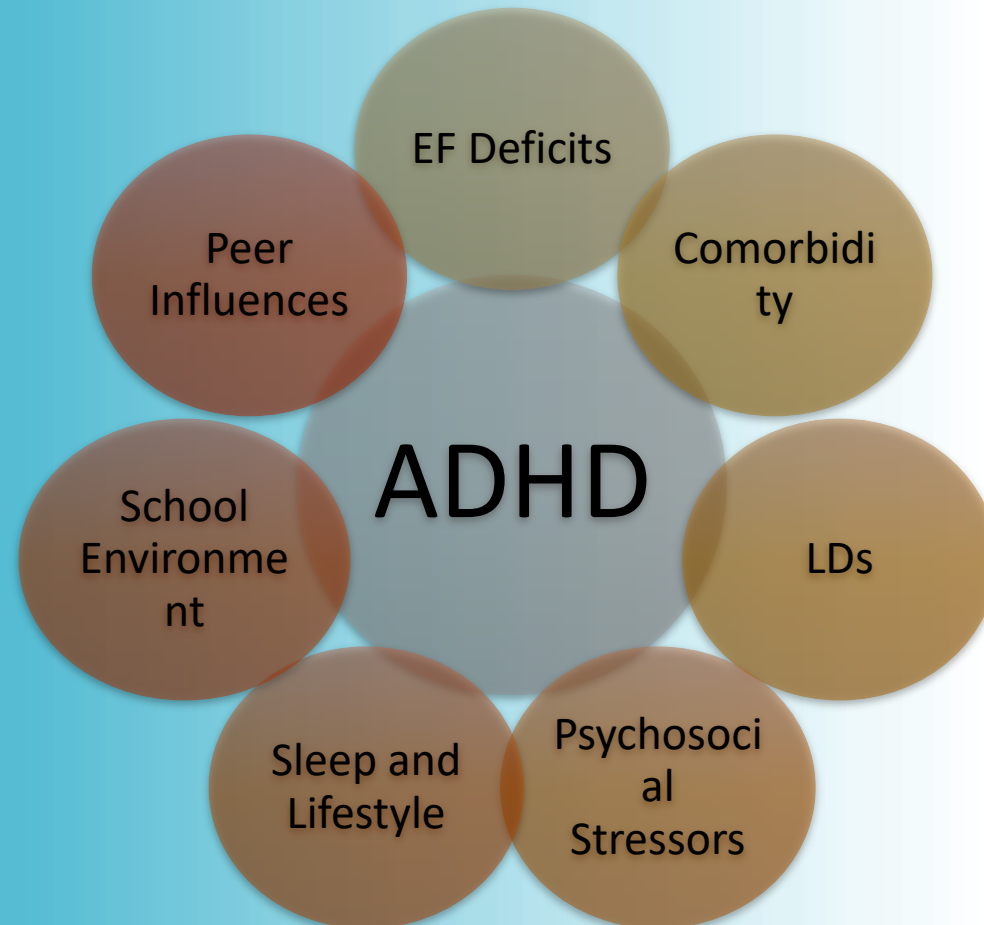 EF Deficits
Comorbidi
ty
LDs
Psychosoci
al
Stressors
Sleep and
Lifestyle
School
Environme
nt
Peer
Influences
ADHD